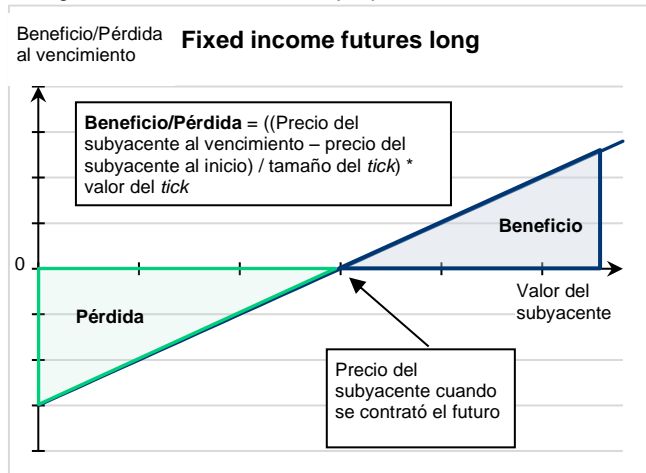 Beneficio/Pérdida
al vencimiento
Fixed income futures long
Beneficio/Pérdida = ((Precio del
subyacente al vencimiento – precio del
subyacente al inicio) / tamaño del tick) *
valor del tick
Beneficio
0
Valor del
subyacente
Pérdida
Precio del
subyacente cuando
se contrató el futuro